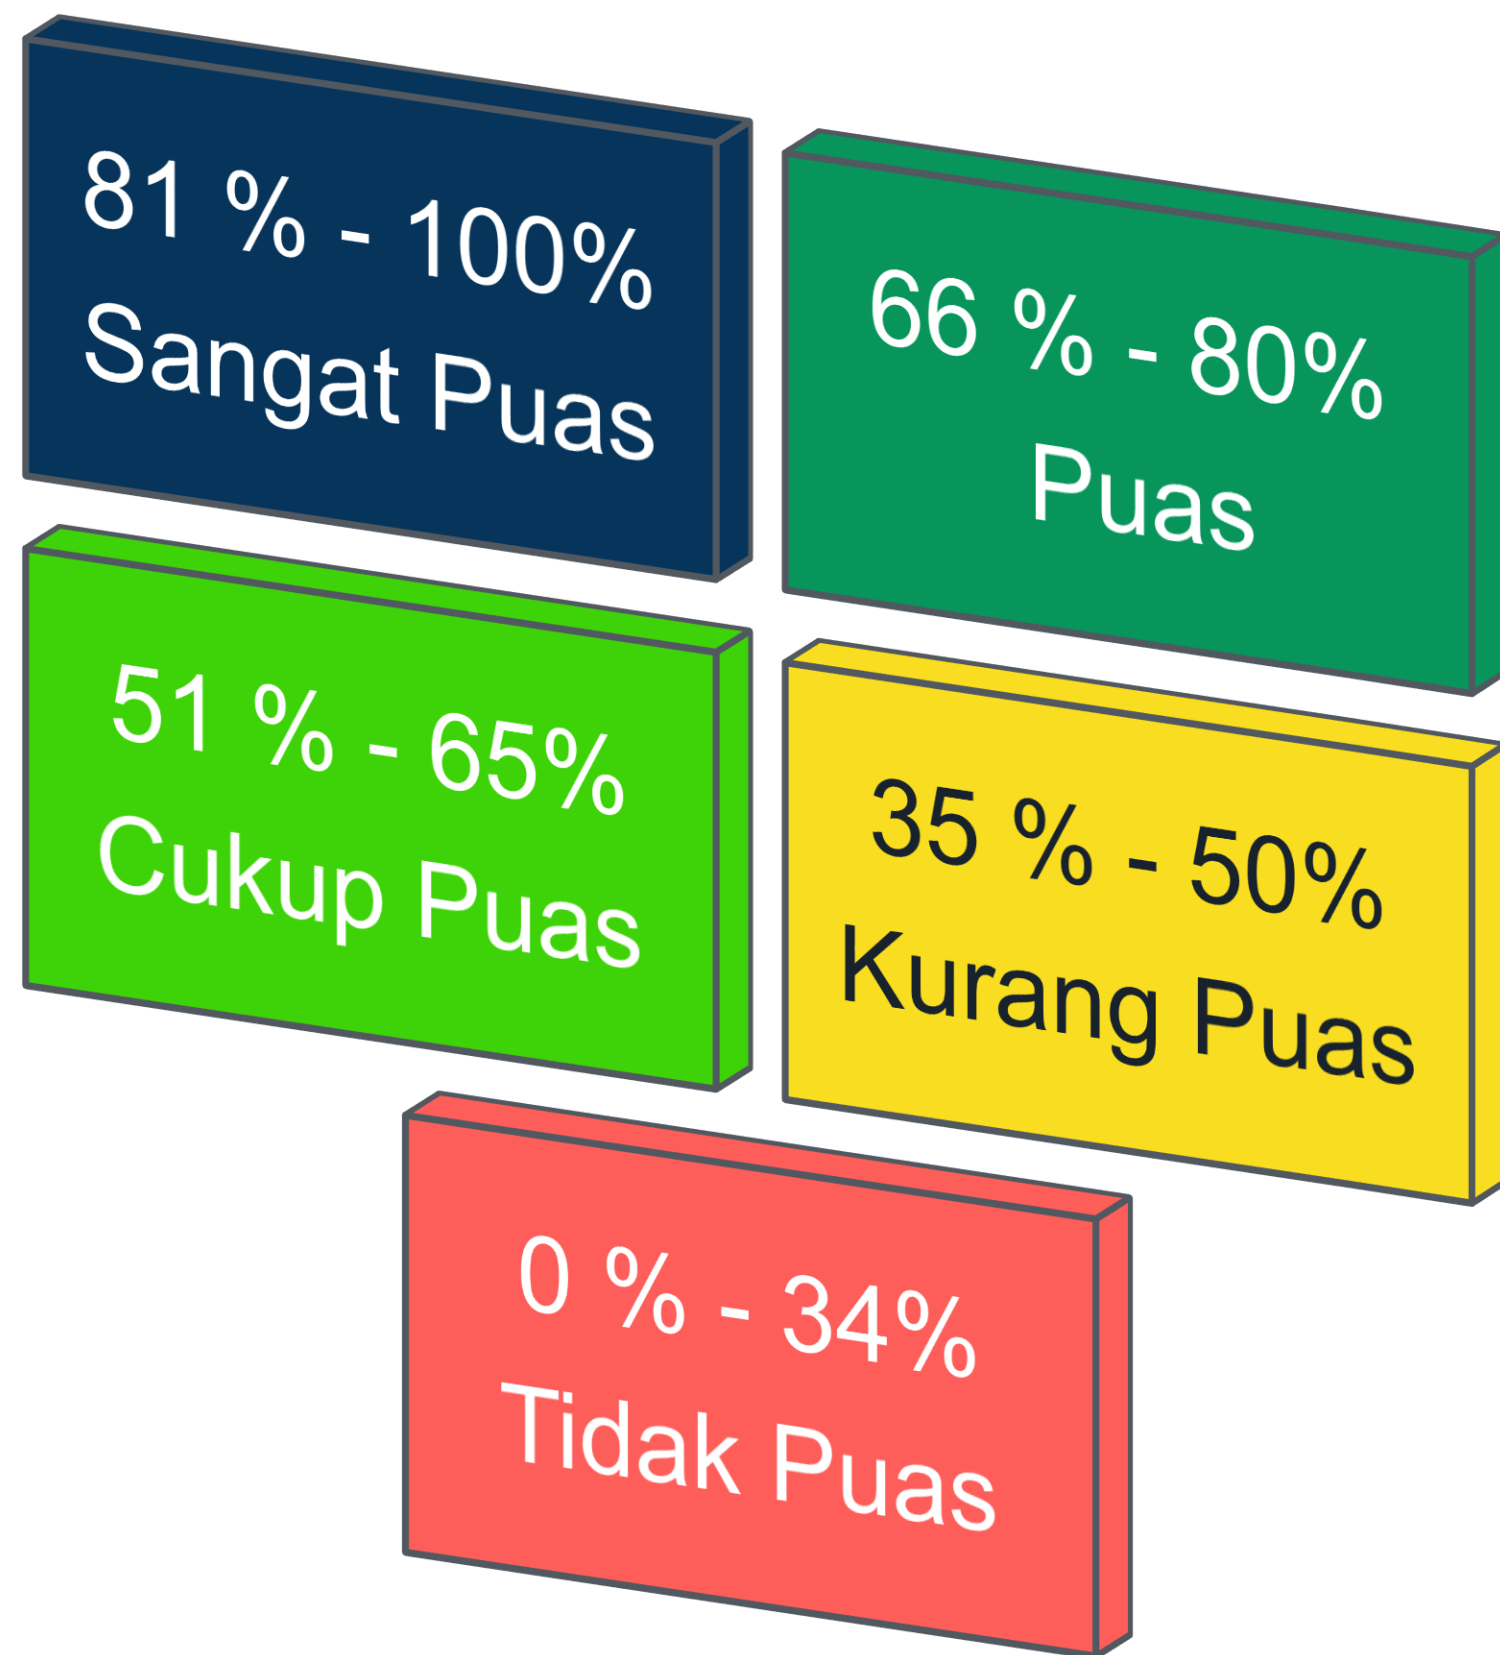 81 % - 100%
Sangat Puas
66 % - 80%
Puas
51 % - 65%
Cukup Puas
35 % - 50%
Kurang Puas
0 % - 34%
Tidak Puas